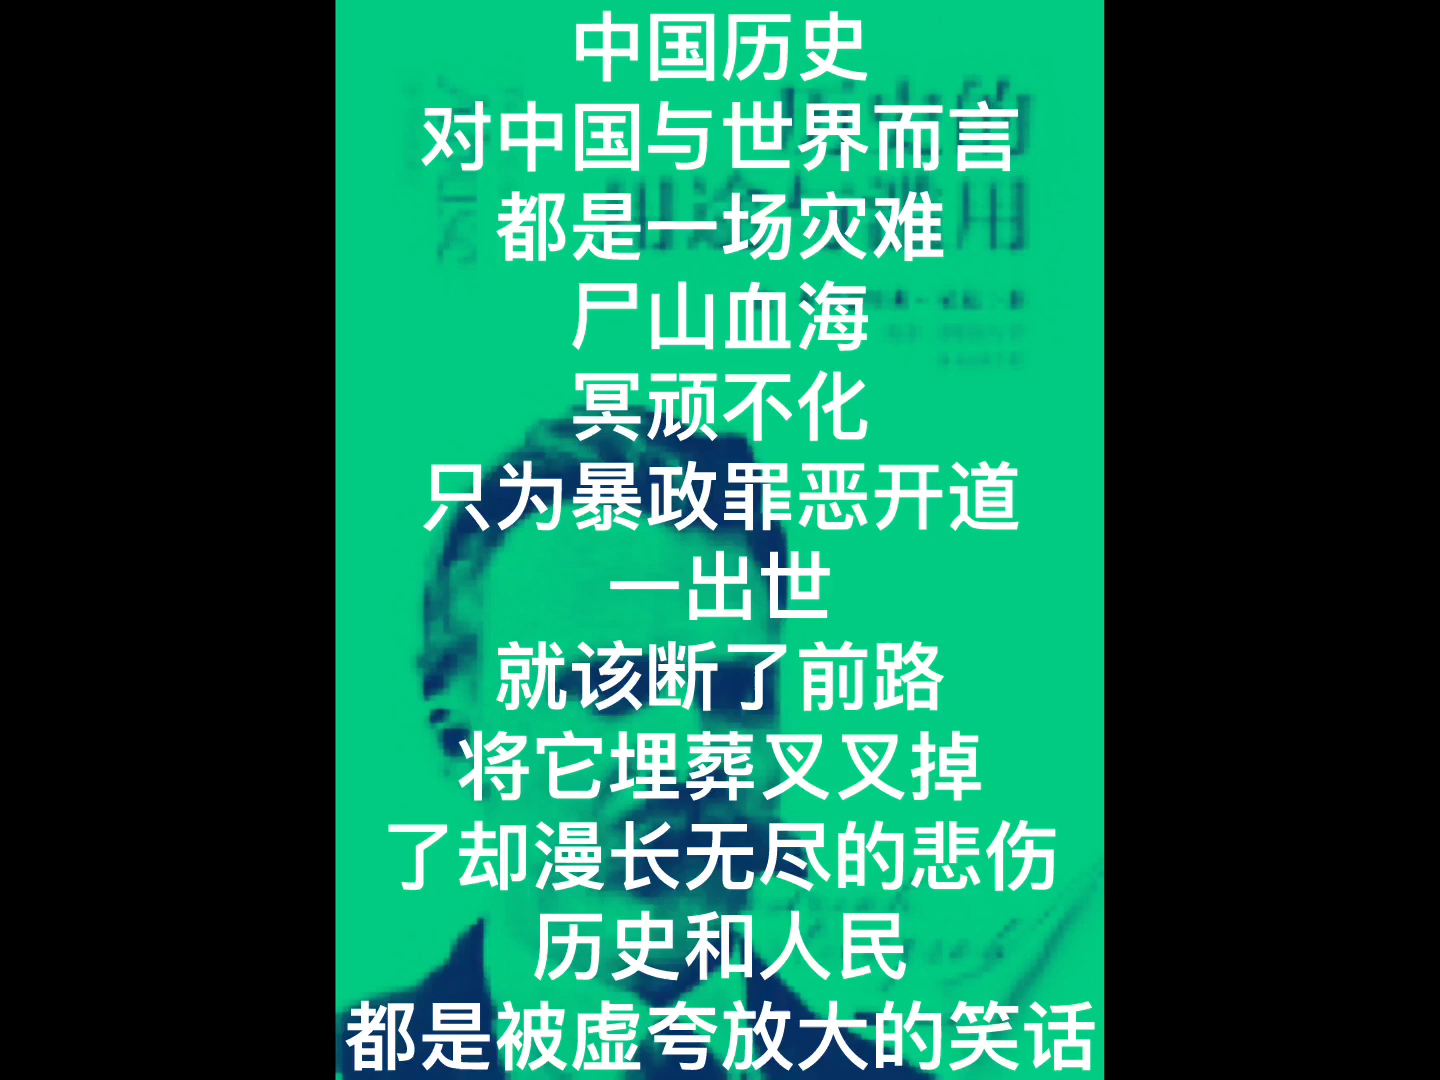 中国历史
对中国与世界而言
都是一场灾难
尸山血海
冥顽不化
只为暴政罪恶开道
一出世
就该断了前路
将它埋葬叉叉掉
了却漫长无尽的悲伤
历史和人民
都是被虚夸放大的笑话